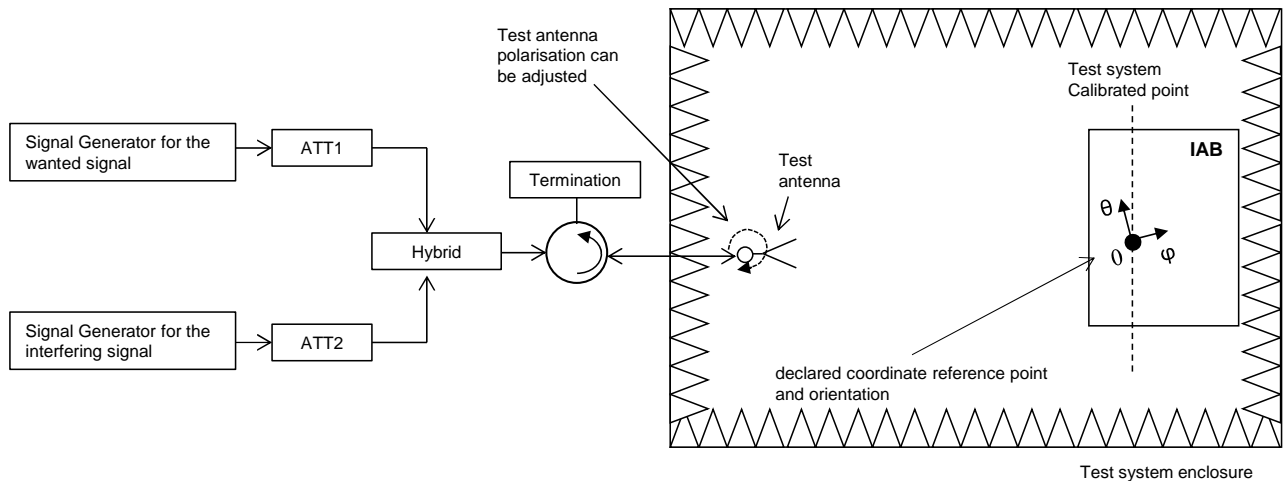 Test antenna
polarisation can
be adjusted
Test system
Calibrated point
Signal Generator for the
wanted signal
ATT1
IAB
Termination
Test
antenna
θ
Hybrid
0
φ
Signal Generator for the
interfering signal
ATT2
declared coordinate reference point
and orientation
Test system enclosure